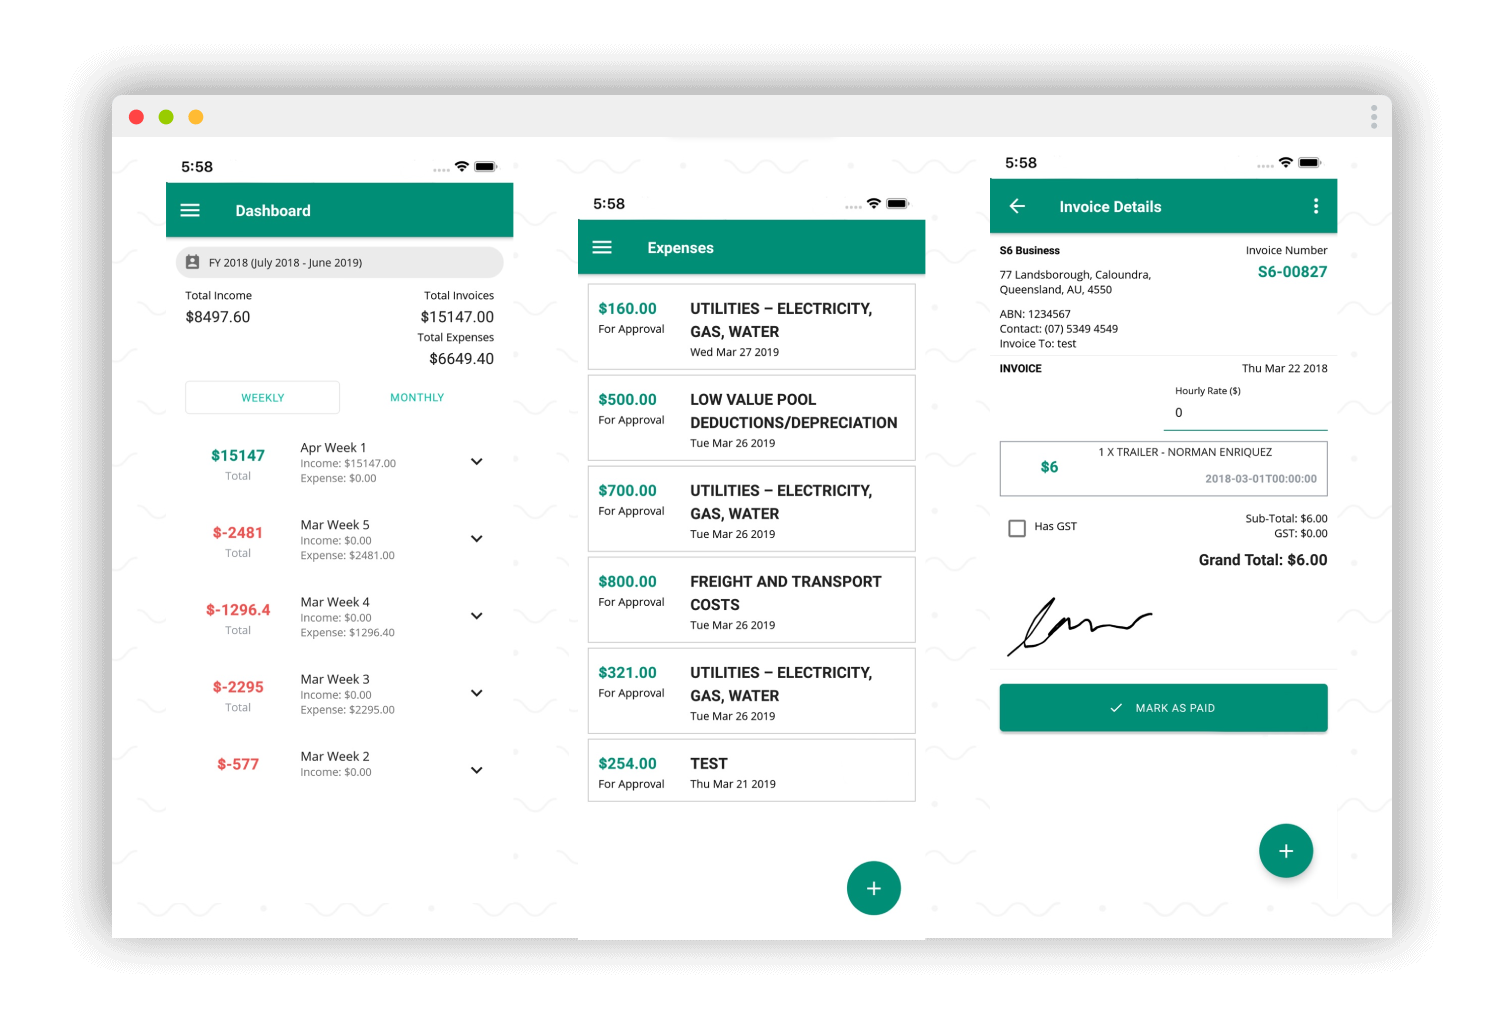 5:58
Dashboard
FY 2018 (July 2018 - June 2019)
Total Income
$8497.60
Total Invoices
$15147.00
Total Expenses
$6649.40
WEEKLY
MONTHLY
$15147
Total
Apr Week 1
Income: $15147.00
Expense: $0.00
$-2481
Total
Mar Week 5
Income: $0.00
Expense: $2481.00
$-1296.4
Total
Mar Week 4
Income: $0.00
Expense: $1296.40
$-2295
Total
Mar Week 3
Income: $0.00
Expense: $2295.00
$-577
Mar Week 2
Income: $0.00
5:58
Expenses
$160.00
For Approval
UTILITIES – ELECTRICITY,
GAS, WATER
Wed Mar 27 2019
$500.00
For Approval
LOW VALUE POOL
DEDUCTIONS/DEPRECIATION
Tue Mar 26 2019
$700.00
For Approval
UTILITIES – ELECTRICITY,
GAS, WATER
Tue Mar 26 2019
$800.00
For Approval
FREIGHT AND TRANSPORT
COSTS
Tue Mar 26 2019
$321.00
For Approval
UTILITIES – ELECTRICITY,
GAS, WATER
Tue Mar 26 2019
$254.00
For Approval
TEST
Thu Mar 21 2019
5:58
Invoice Details
S6 Business
77 Landsborough, Caloundra,
Queensland, AU, 4550
ABN: 1234567
Contact: (07) 5349 4549
Invoice To: test
Invoice Number
S6-00827
INVOICE
Thu Mar 22 2018
Hourly Rate ($)
0
$6
1 X TRAILER - NORMAN ENRIQUEZ
2018-03-01T00:00:00
Has GST
Sub-Total: $6.00
GST: $0.00
Grand Total: $6.00
MARK AS PAID